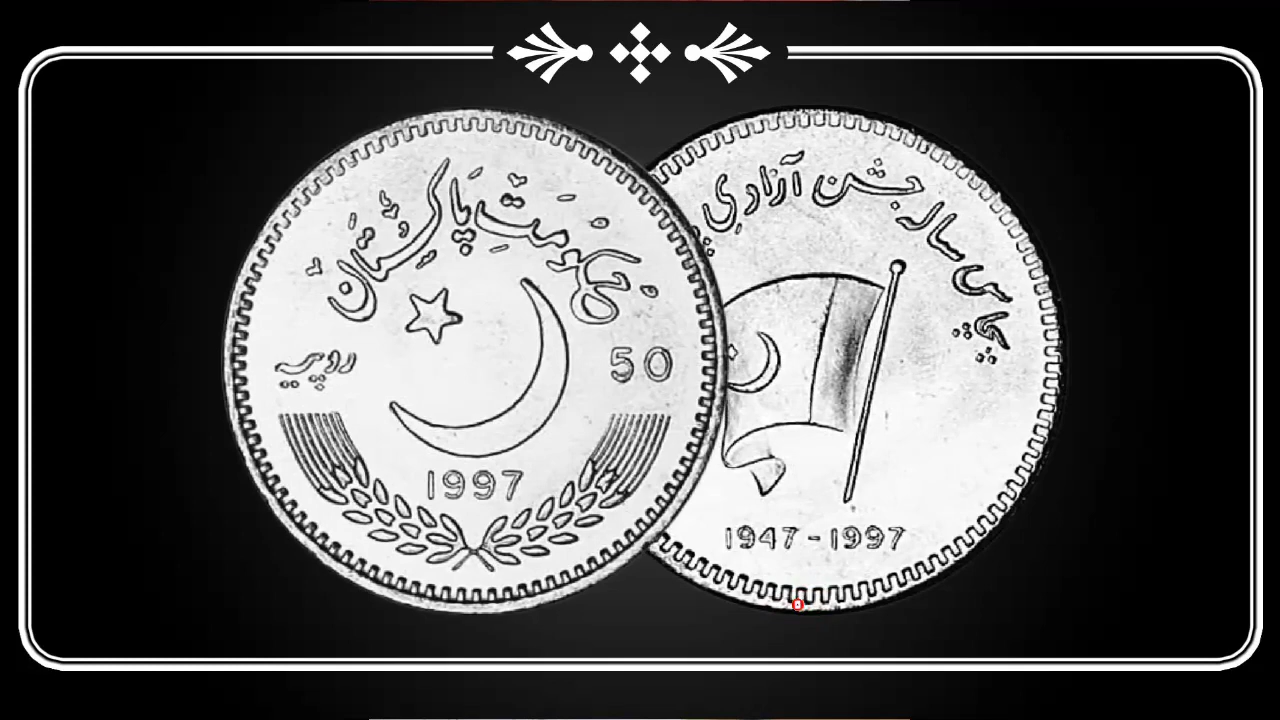 حکومتِ پاکستان
روپیہ
50
1997
پچاس سالہ جشنِ آزادیِ
1947-1997